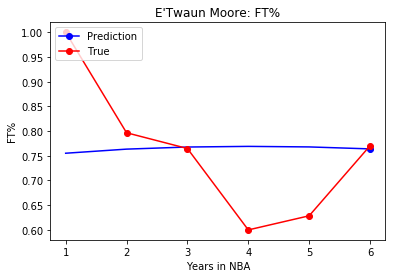 E'Twaun Moore: FT%
Prediction
True
FT%
1.00
0.95
0.90
0.85
0.80
0.75
0.70
0.65
0.60
1 2 3 4 5 6
Years in NBA